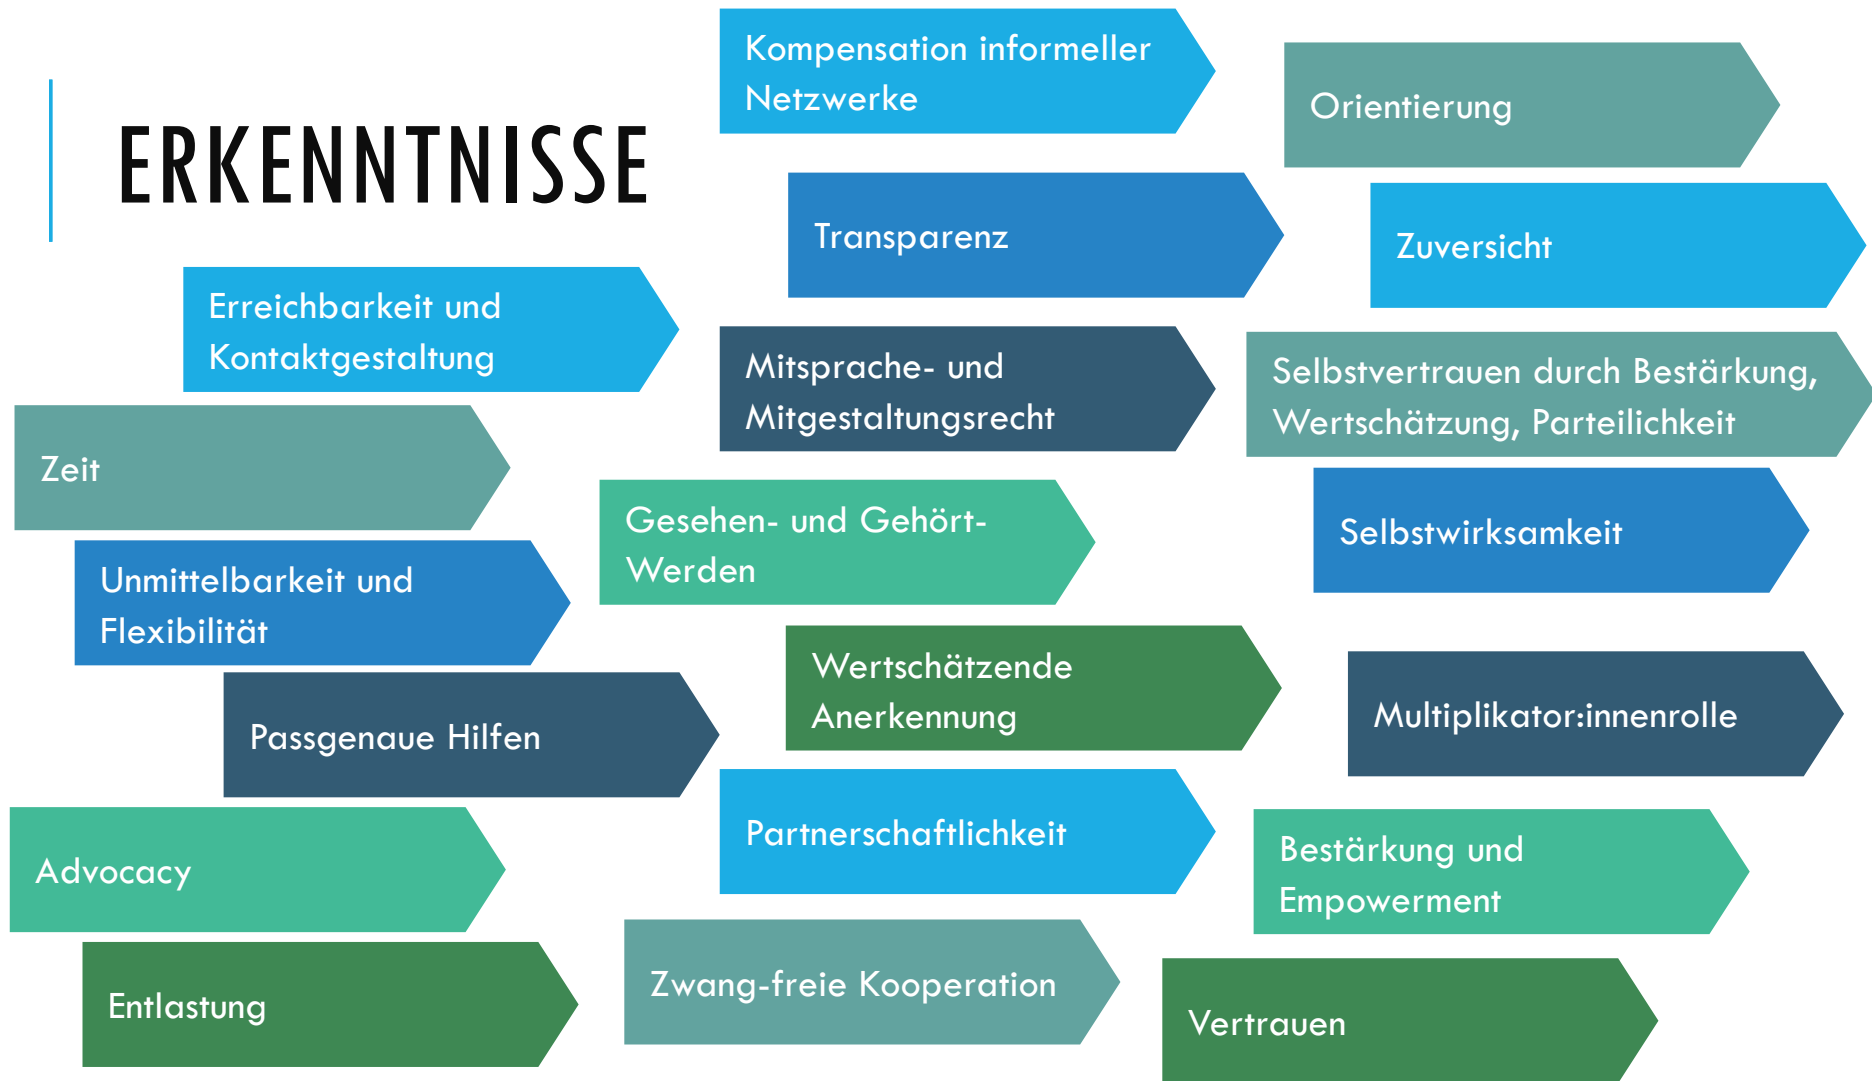 ERKENNTNISSE
Erreichbarkeit und
Kontaktgestaltung
Zeit
Unmittelbarkeit und
Flexibilität
Passgenaue Hilfen
Advocacy
Entlastung
Kompensation informeller
Netzwerke
Transparenz
Mitsprache- und
Mitgestaltungsrecht
Gesehen- und Gehört-
Werden
Wertschätzende
Anerkennung
Partnerschaftlichkeit
Zwang-freie Kooperation
Orientierung
Zuversicht
Selbstvertrauen durch Bestärkung,
Wertschätzung, Parteilichkeit
Selbstwirksamkeit
Multiplikator:innenrolle
Bestärkung und
Empowerment
Vertrauen